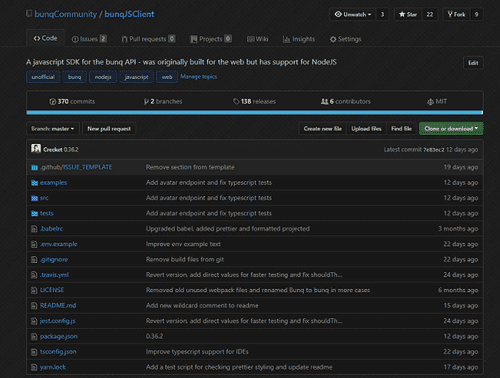 bunqCommunity / bunqJSClient
Unwatch 3 Star 22 Fork 9
Code Issues 2 Pull requests 0 Projects 0 Wiki Insights Settings
A javascript SDK for the bunq API - was originally built for the web but has support for NodeJS Edit
unofficial bunq nodejs javascript web Manage topics
370 commits 2 branches 138 releases 6 contributors MIT
Branch: master New pull request Create new file Upload files Find file Clone or download
Crecket 0.36.2 Latest commit 7e63ec2 12 days ago
.github/ISSUE_TEMPLATE Remove section from template 19 days ago
examples Add avatar endpoint and fix typescript tests 12 days ago
src Add avatar endpoint and fix typescript tests 12 days ago
tests Add avatar endpoint and fix typescript tests 12 days ago
.babelrc Upgraded babel, added prettier and formatted projected 3 months ago
.env.example Improve env example text 22 days ago
.gitignore Remove build files from git 22 days ago
.travis.yml Revert version, add direct values for faster testing and fix shouldTh... 24 days ago
LICENSE Removed old unused webpack files and renamed Bunq to bunq in more cases 6 months ago
README.md Add new wildcard comment to readme 15 days ago
jest.config.js Revert version, add direct values for faster testing and fix shouldTh... 24 days ago
package.json 0.36.2 12 days ago
tsconfig.json Improve typescript support for IDEs 22 days ago
yarn.lock Add a test script for checking prettier styling and update readme 17 days ago